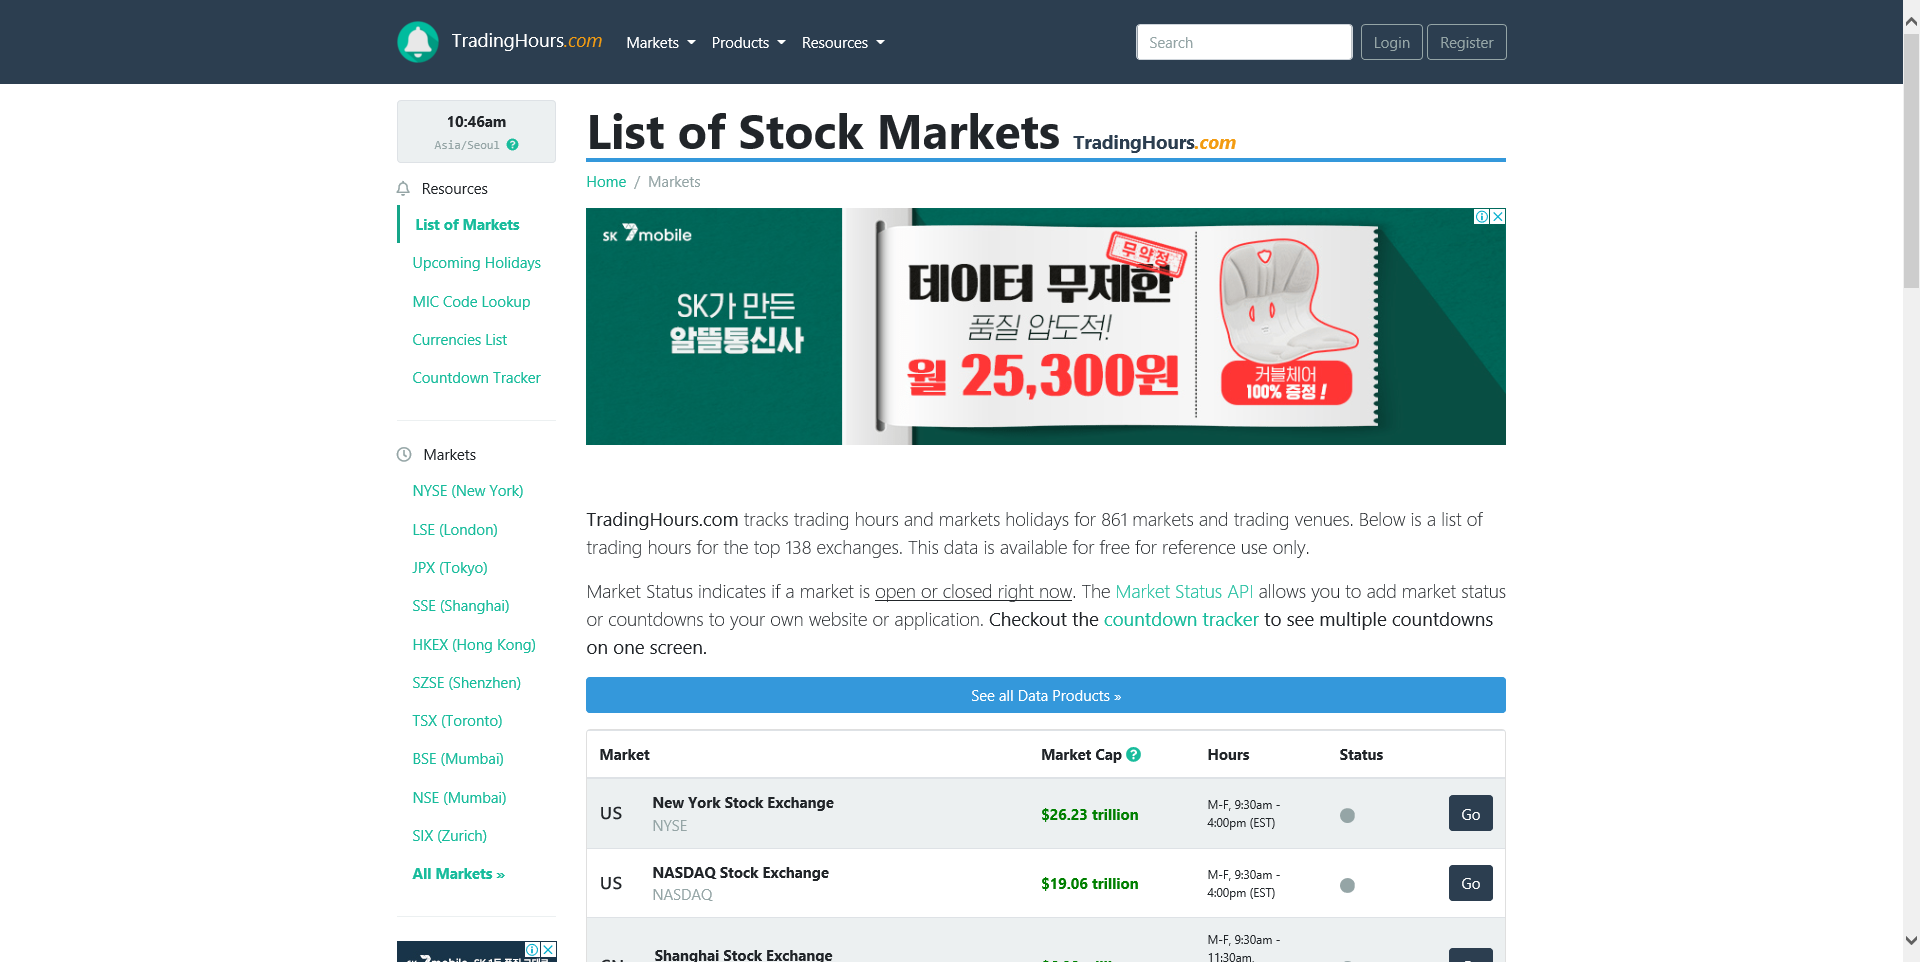 TradingHours.com
Markets
Products
Resources
Search
Login
Register
10:46am
Asia/Seoul
Resources
List of Markets
Upcoming Holidays
MIC Code Lookup
Currencies List
Countdown Tracker
Markets
NYSE (New York)
LSE (London)
JPX (Tokyo)
SSE (Shanghai)
HKEX (Hong Kong)
SZSE (Shenzhen)
TSX (Toronto)
BSE (Mumbai)
NSE (Mumbai)
SIX (Zurich)
All Markets »
List of Stock Markets TradingHours.com
Home / Markets
SK 7mobile
SK가 만든
알뜰통신사
무약정
데이터 무제한
품질 압도적!
월 25,300원
커블체어
100% 증정!
TradingHours.com tracks trading hours and markets holidays for 861 markets and trading venues. Below is a list of
trading hours for the top 138 exchanges. This data is available for free for reference use only.
Market Status indicates if a market is open or closed right now. The Market Status API allows you to add market status
or countdowns to your own website or application. Checkout the countdown tracker to see multiple countdowns
on one screen.
See all Data Products »
Market Market Cap Hours Status
US New York Stock Exchange
NYSE
$26.23 trillion
M-F, 9:30am -
4:00pm (EST)
Go
US NASDAQ Stock Exchange
NASDAQ
$19.06 trillion
M-F, 9:30am -
4:00pm (EST)
Go
Shanghai Stock Exchange
M-F, 9:30am -
11:30am,